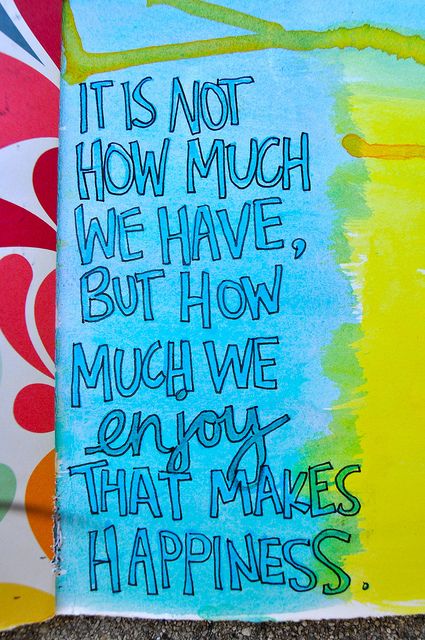 IT IS NOT
HOW MUCH
WE HAVE,
BUT HOW
MUCH WE
enjoy
THAT MAKES
HAPPINESS.